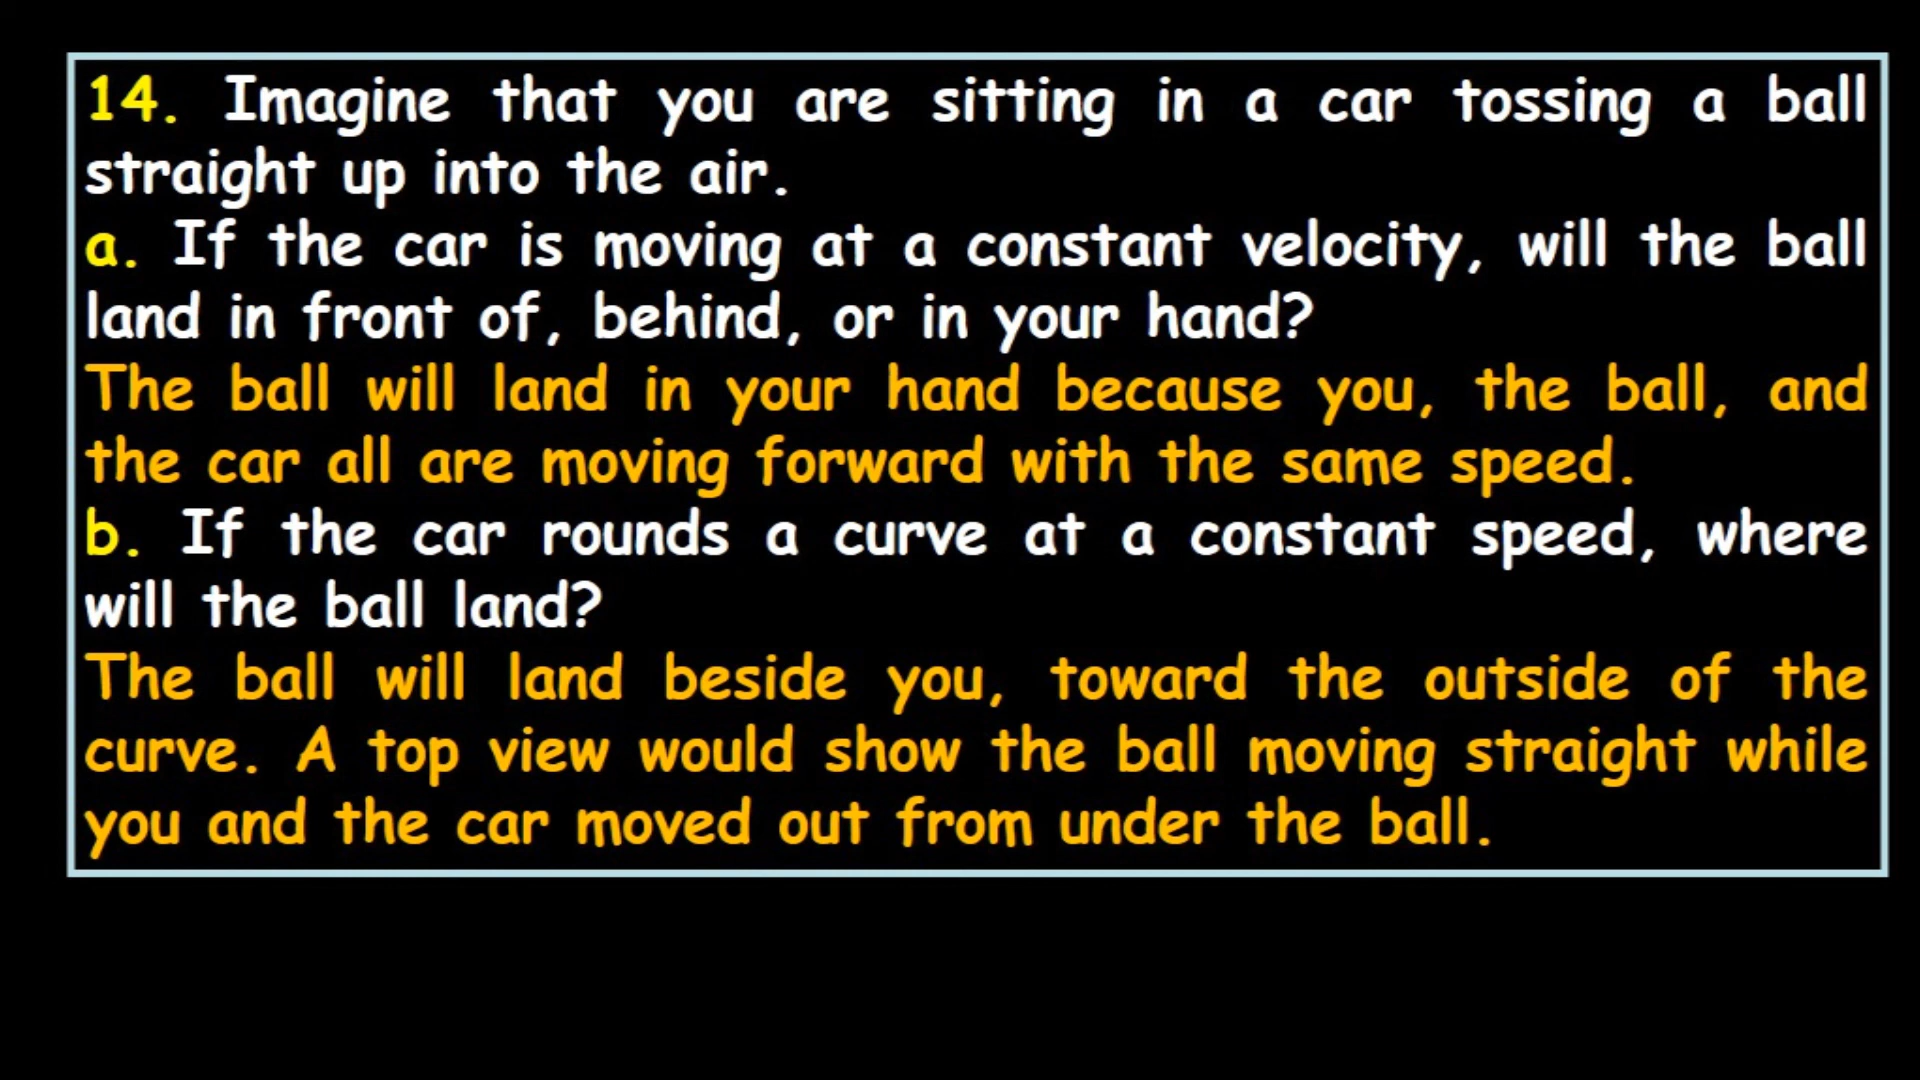 14. Imagine that you are sitting in a car tossing a ball
straight up into the air.
a. If the car is moving at a constant velocity, will the ball
land in front of, behind, or in your hand?
The ball will land in your hand because you, the ball, and
the car all are moving forward with the same speed.
b. If the car rounds a curve at a constant speed, where
will the ball land?
The ball will land beside you, toward the outside of the
curve. A top view would show the ball moving straight while
you and the car moved out from under the ball.